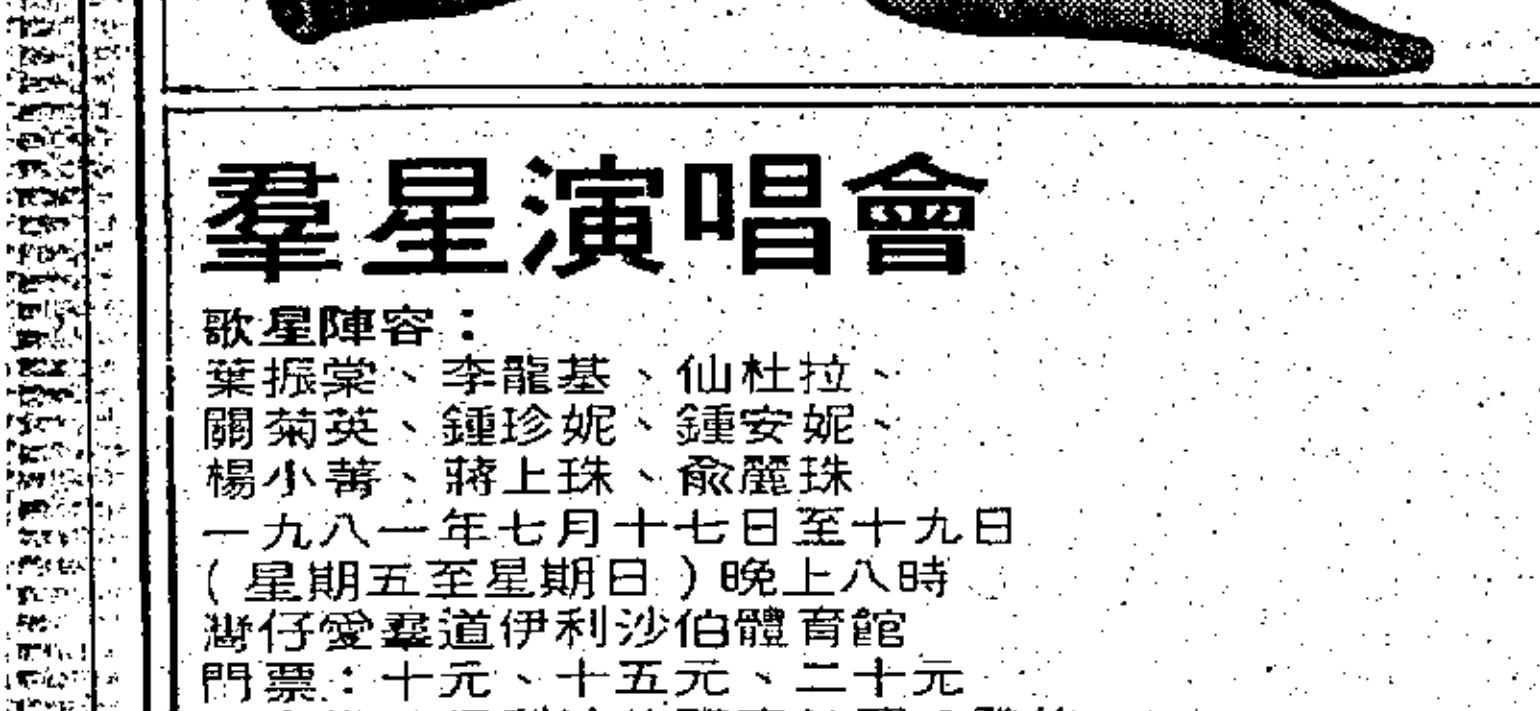 羣星演唱會
歌星陣容：
葉振棠、李龍基、仙杜拉、
關菊英、鍾珍妮、鍾安妮、
楊小菁、蔣上珠、俞麗珠
一九八一年七月十七日至十九日
（星期五至星期日）晚上八時
灣仔愛羣道伊利沙伯體育館
門票：十元、十五元、二十元